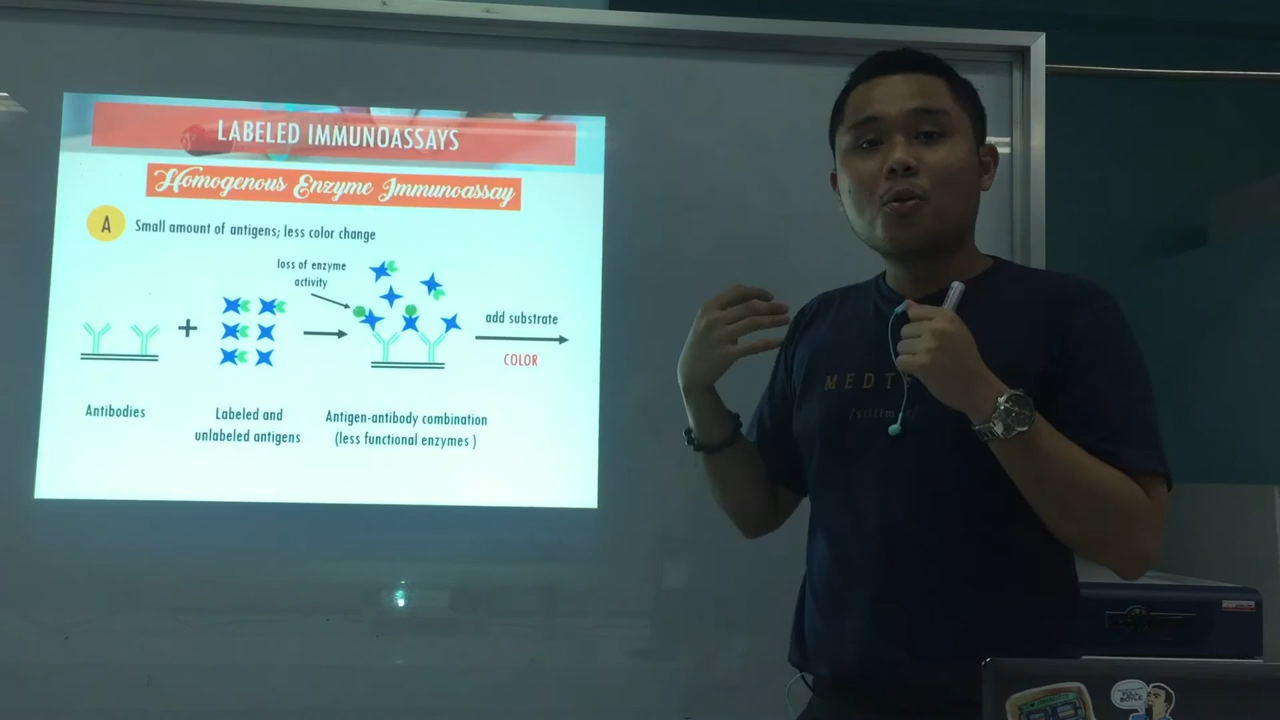 LABELED IMMUNOASSAYS
Homogenous Enzyme Immunoassay
A
Small amount of antigens; less color change
loss of enzyme
activity
+
add substrate
COLOR
Antibodies
Labeled and
unlabeled antigens
Antigen-antibody combination
(less functional enzymes )
MEDTE